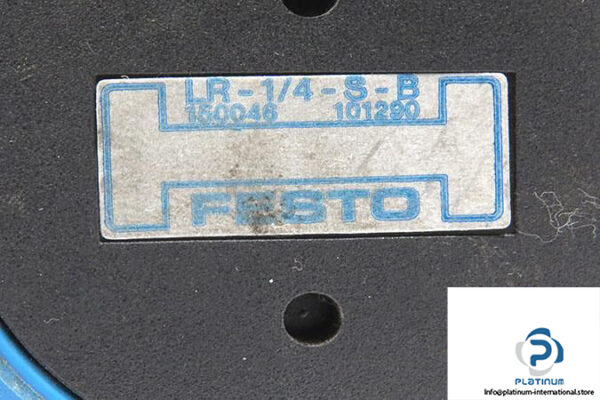 LR-1/4-S-B
150046 101290
FESTO
PLATINUM
Info@platinum-international.store